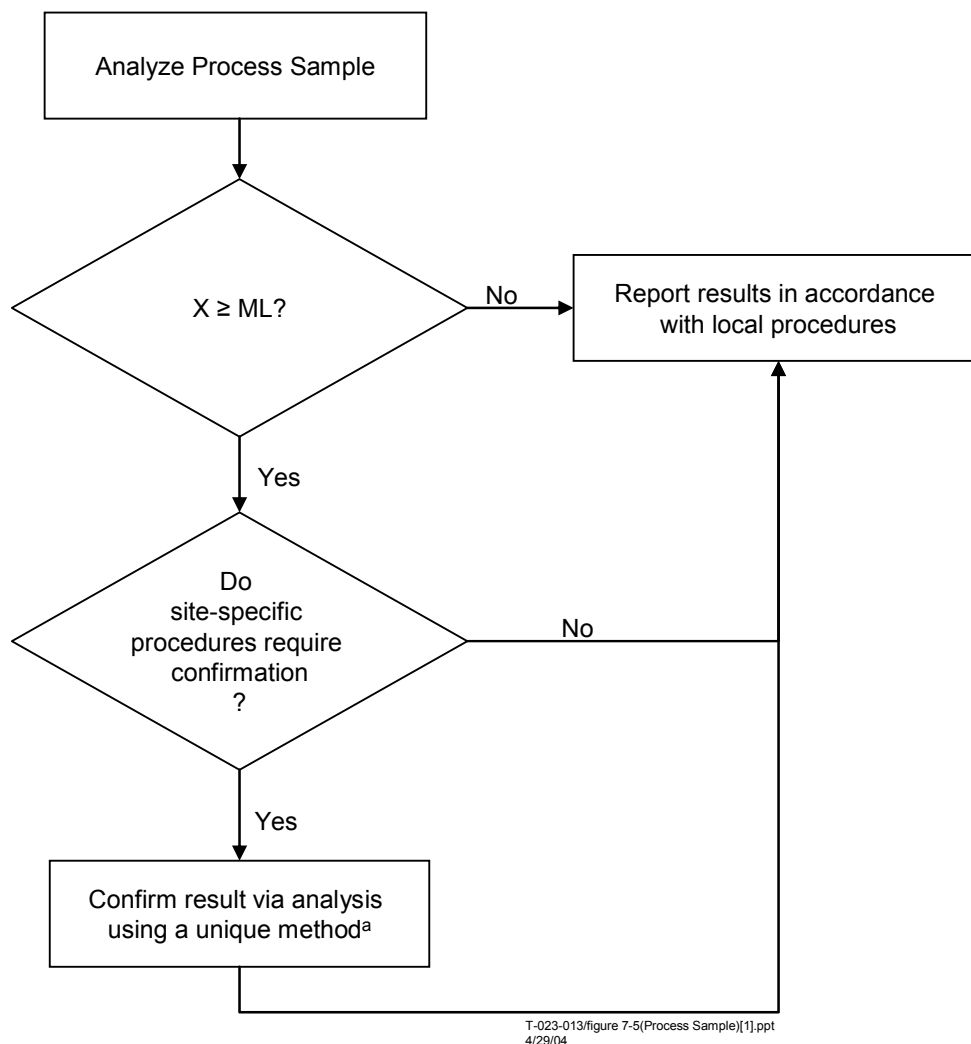 Analyze Process Sample
X ≥ ML?
No
Report results in accordance
with local procedures
Yes
Do
site-specific
procedures require
confirmation
?
No
Yes
Confirm result via analysis
using a unique methodᵃ
T-023-013/figure 7-5(Process Sample)[1].ppt
4/29/04